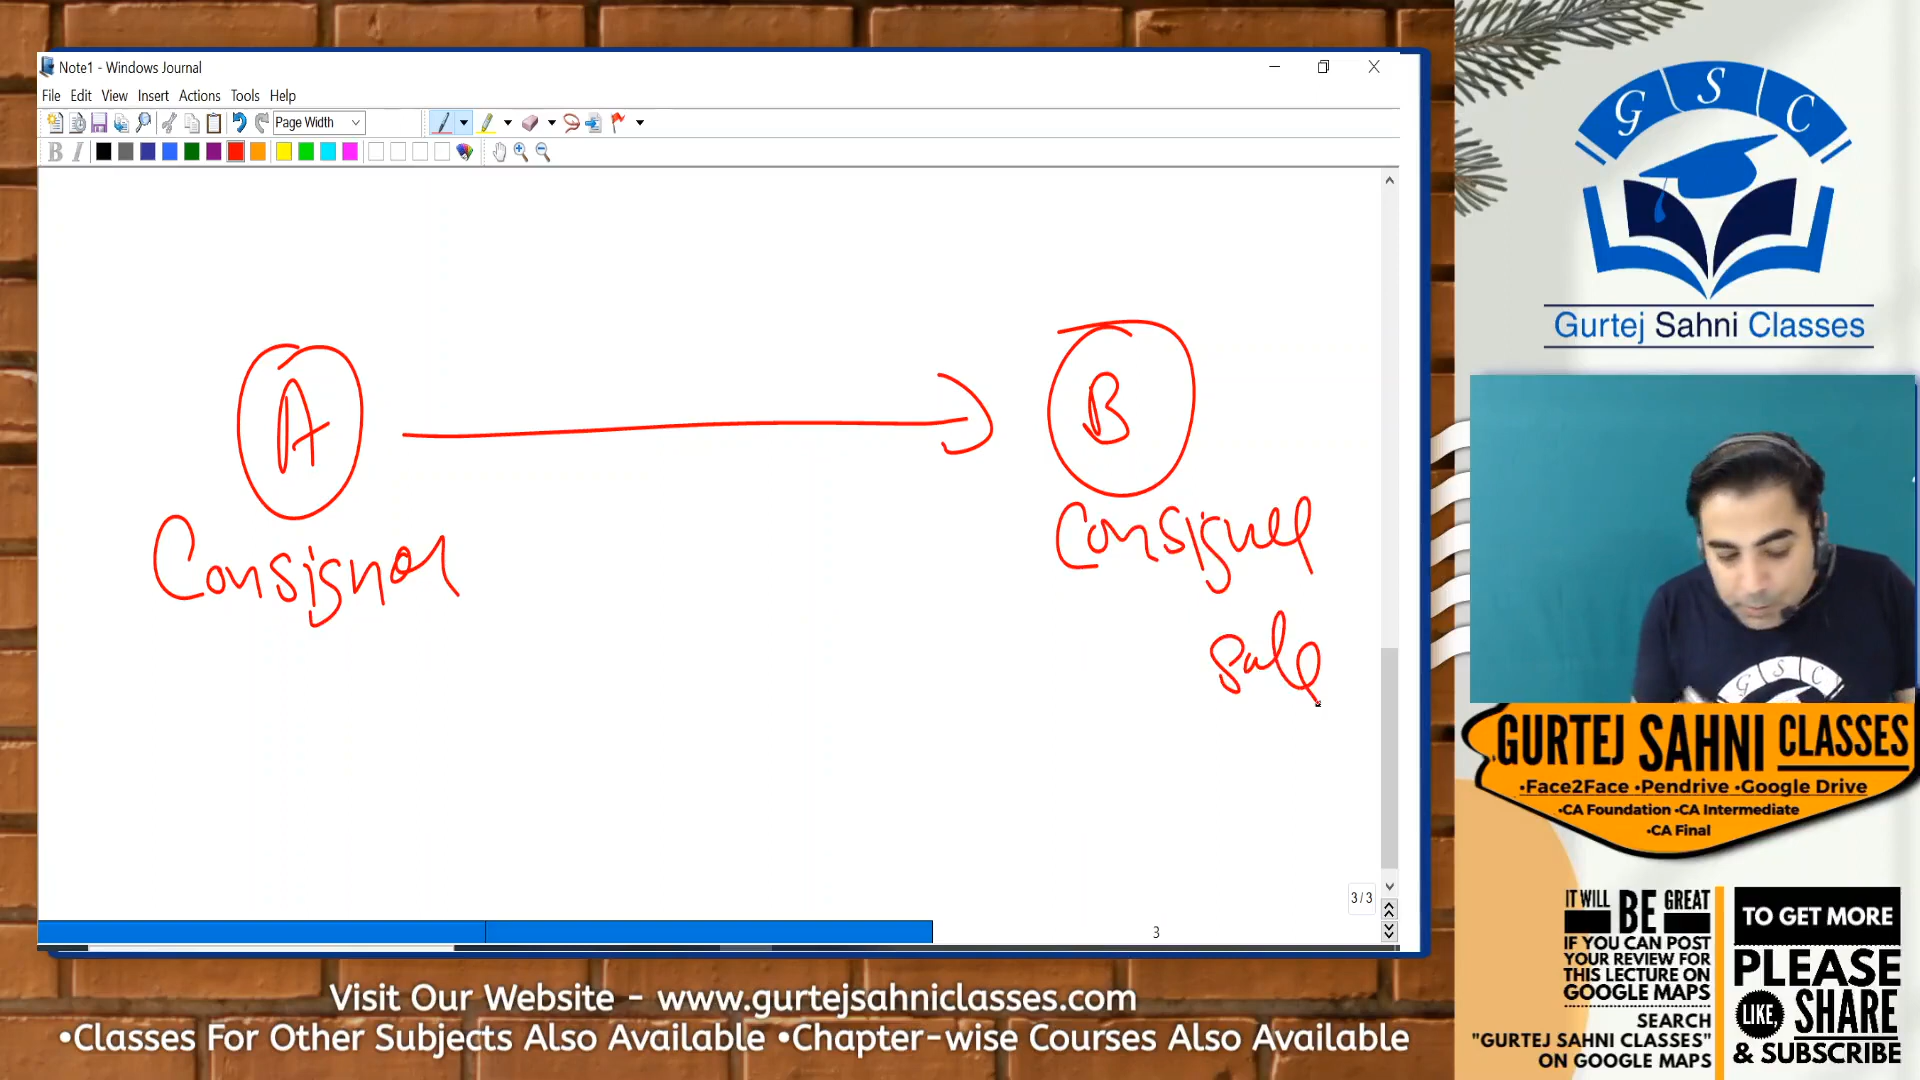 Note1 - Windows Journal
File Edit View Insert Actions Tools Help
Page Width
B I
A
B
Consignor
Consignee
sale
3 / 3
3
G S C
Gurtej Sahni Classes
G S C
GURTEJ SAHNI CLASSES
•Face2Face •Pendrive •Google Drive
•CA Foundation •CA Intermediate
•CA Final
IT WILL BE GREAT
IF YOU CAN POST
YOUR REVIEW FOR
THIS LECTURE ON
GOOGLE MAPS
SEARCH
"GURTEJ SAHNI CLASSES"
ON GOOGLE MAPS
TO GET MORE
PLEASE
LIKE, SHARE
& SUBSCRIBE
Visit Our Website - www.gurtejsahniclasses.com
•Classes For Other Subjects Also Available •Chapter-wise Courses Also Available